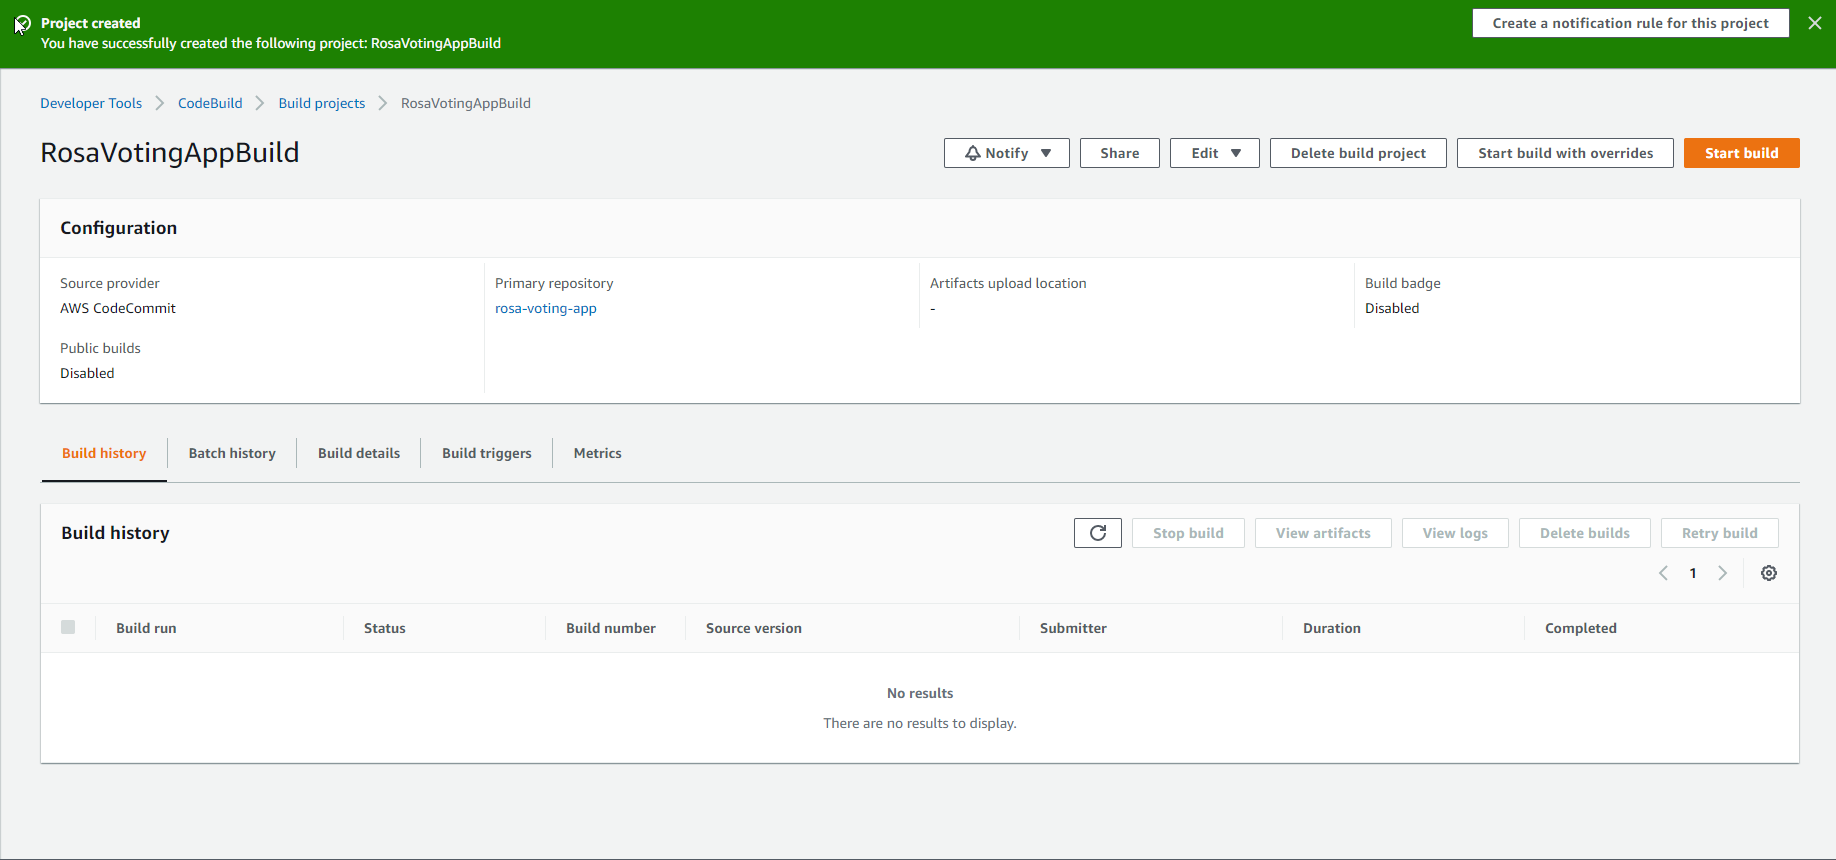 Project created
You have successfully created the following project: RosaVotingAppBuild
Create a notification rule for this project
Developer Tools
CodeBuild
Build projects
RosaVotingAppBuild
RosaVotingAppBuild
Notify
Share
Edit
Delete build project
Start build with overrides
Start build
Configuration
Source provider
AWS CodeCommit
Primary repository
rosa-voting-app
Artifacts upload location
-
Build badge
Disabled
Public builds
Disabled
Build history
Batch history
Build details
Build triggers
Metrics
Build history
Stop build
View artifacts
View logs
Delete builds
Retry build
1
Build run
Status
Build number
Source version
Submitter
Duration
Completed
No results
There are no results to display.